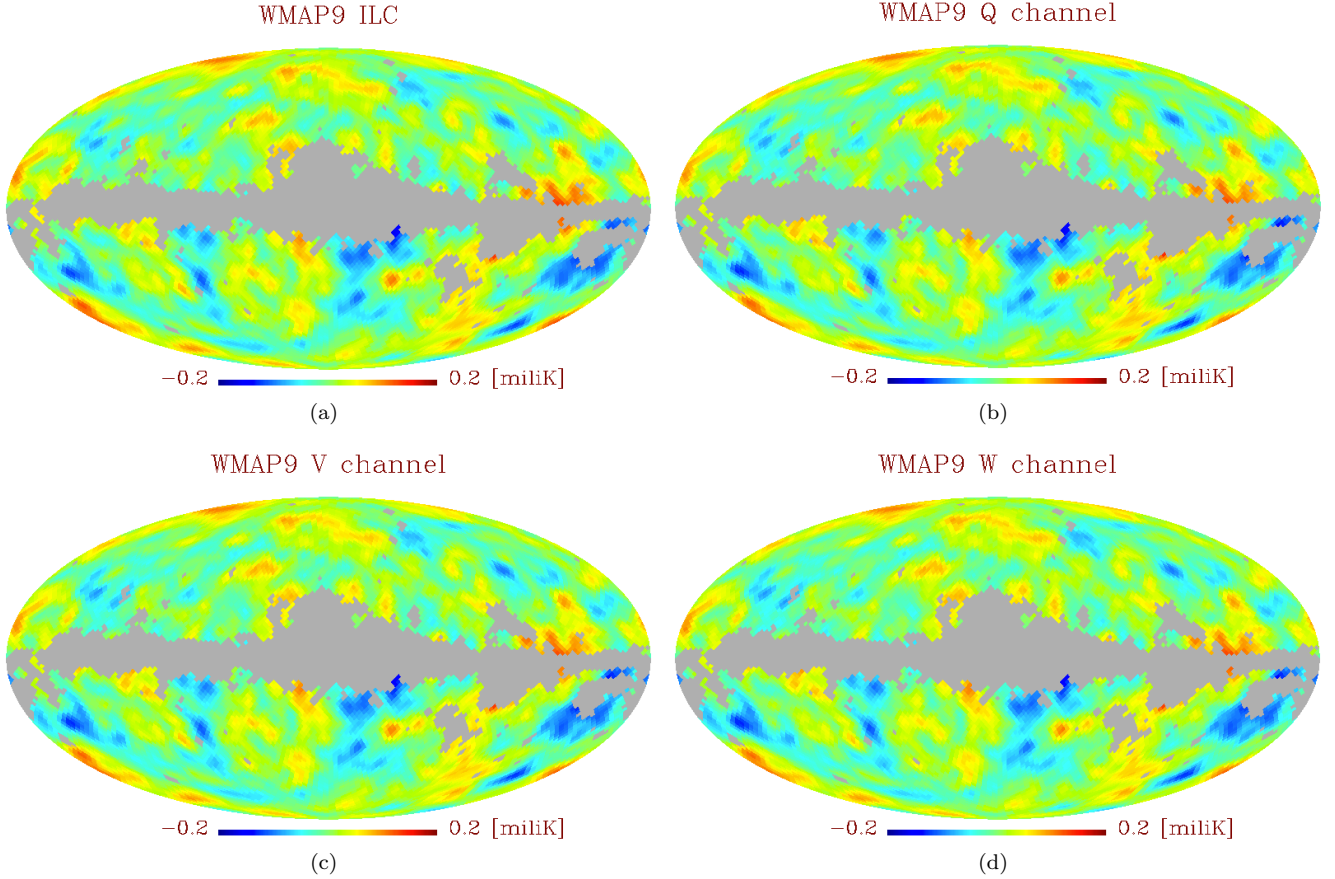 WMAP9 ILC
WMAP9 Q channel
−0.2 0.2 [miliK]
−0.2 0.2 [miliK]
(a)
(b)
WMAP9 V channel
WMAP9 W channel
−0.2 0.2 [miliK]
−0.2 0.2 [miliK]
(c)
(d)